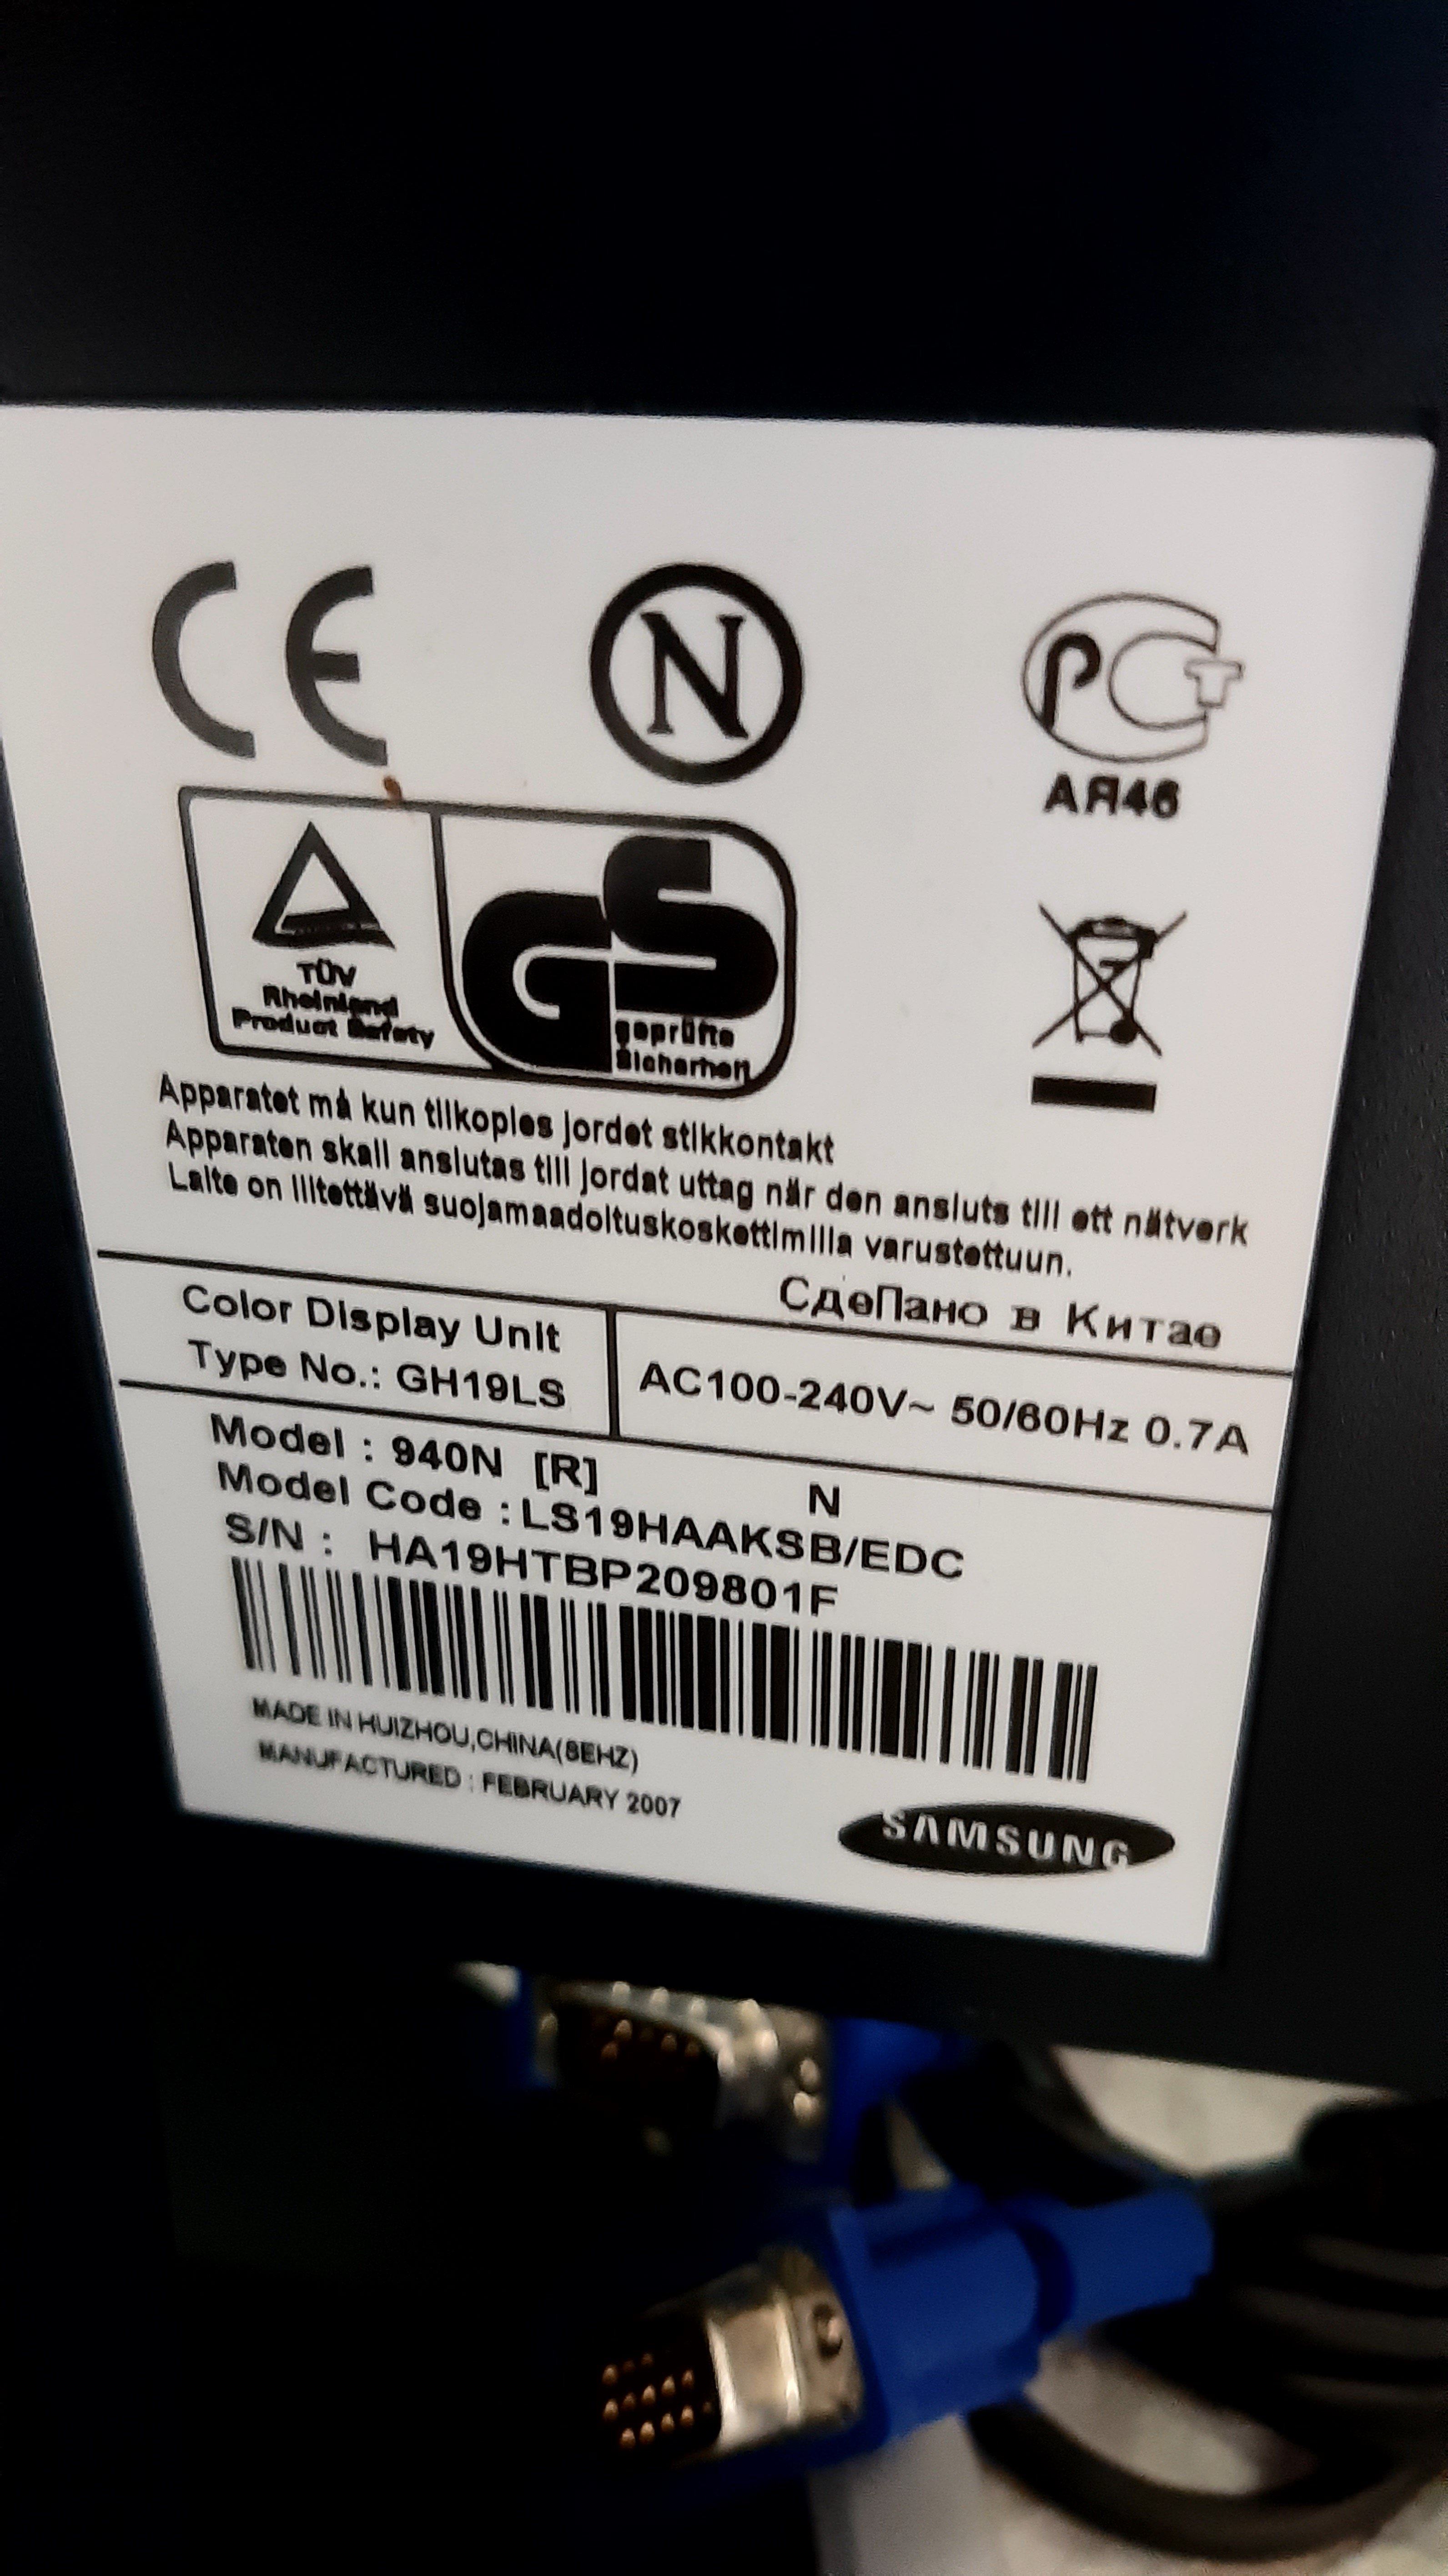 CE
N
РСТ
АЯ46
TÜV
Rheinland
Product Safety
GS
geprüfte
Sicherheit
Apparatet må kun tilkoples jordet stikkontakt
Apparaten skall anslutas till jordat uttag när den ansluts till ett nätverk
Laite on liitettävä suojamaadoituskoskettimilla varustettuun.
СдеПано в Китае
Color Display Unit
Type No.: GH19LS
AC100-240V~ 50/60Hz 0.7A
Model : 940N [R]
N
Model Code : LS19HAAKSB/EDC
S/N : HA19HTBP209801F
MADE IN HUIZHOU,CHINA(SEHZ)
MANUFACTURED : FEBRUARY 2007
SAMSUNG